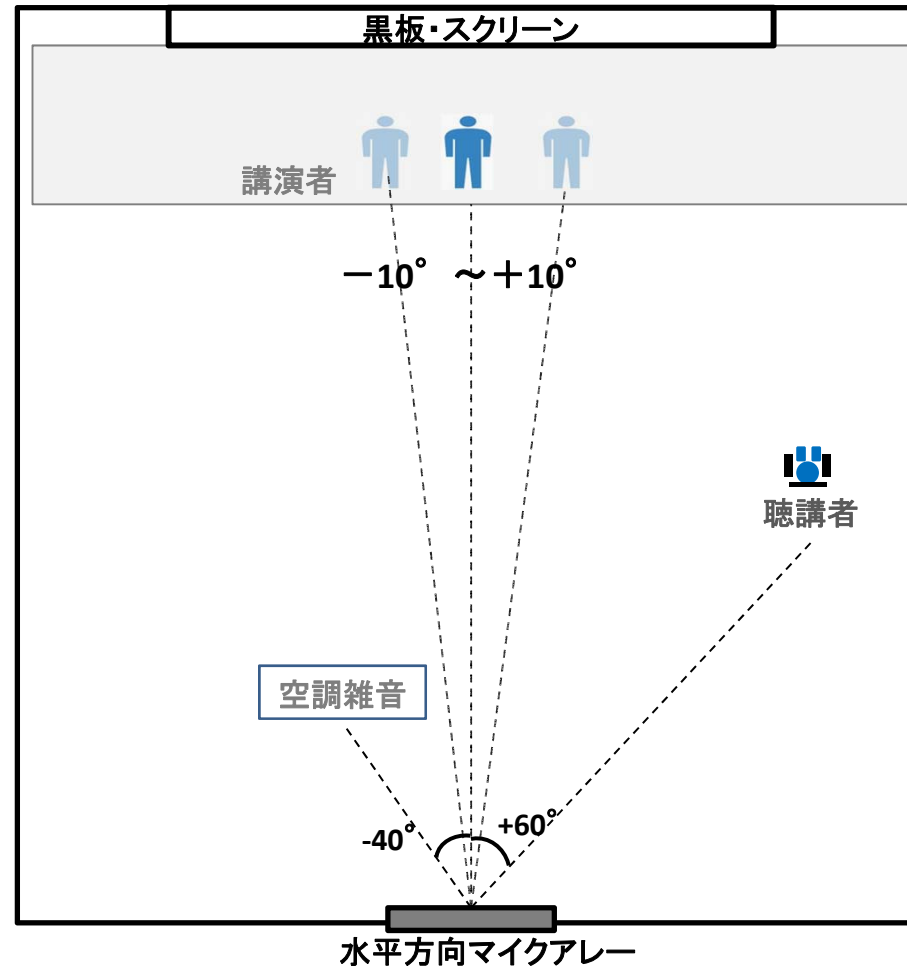 黒板・スクリーン
講演者
－10° ～＋10°
聴講者
空調雑音
-40°
+60°
水平方向マイクアレー